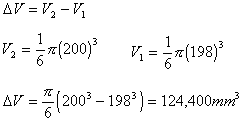 ΔV = V₂ − V₁
V₂ = 1/6 π(200)³    V₁ = 1/6 π(198)³
ΔV = π/6 (200³ − 198³) = 124,400mm³